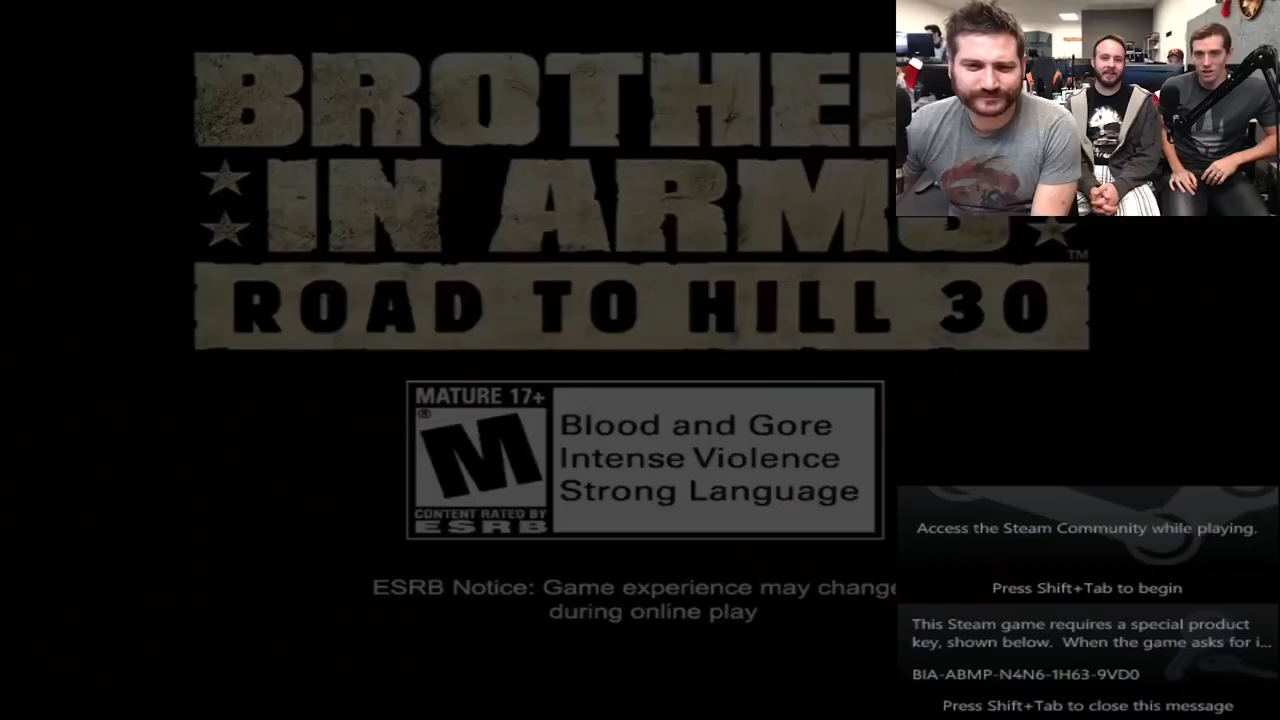 BROTHE
IN ARMS
TM
ROAD TO HILL 30
MATURE 17+
®
M
CONTENT RATED BY
ESRB
Blood and Gore
Intense Violence
Strong Language
ESRB Notice: Game experience may change
during online play
Access the Steam Community while playing.
Press Shift+Tab to begin
This Steam game requires a special product
key, shown below. When the game asks for i...
BIA-ABMP-N4N6-1H63-9VD0
Press Shift+Tab to close this message